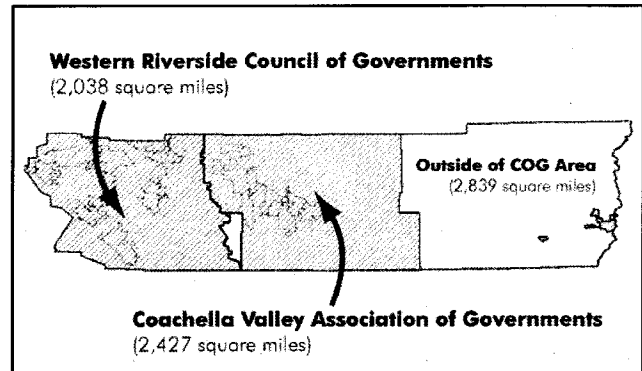 Western Riverside Council of Governments
(2,038 square miles)
Outside of COG Area
(2,839 square miles)
Coachella Valley Association of Governments
(2,427 square miles)